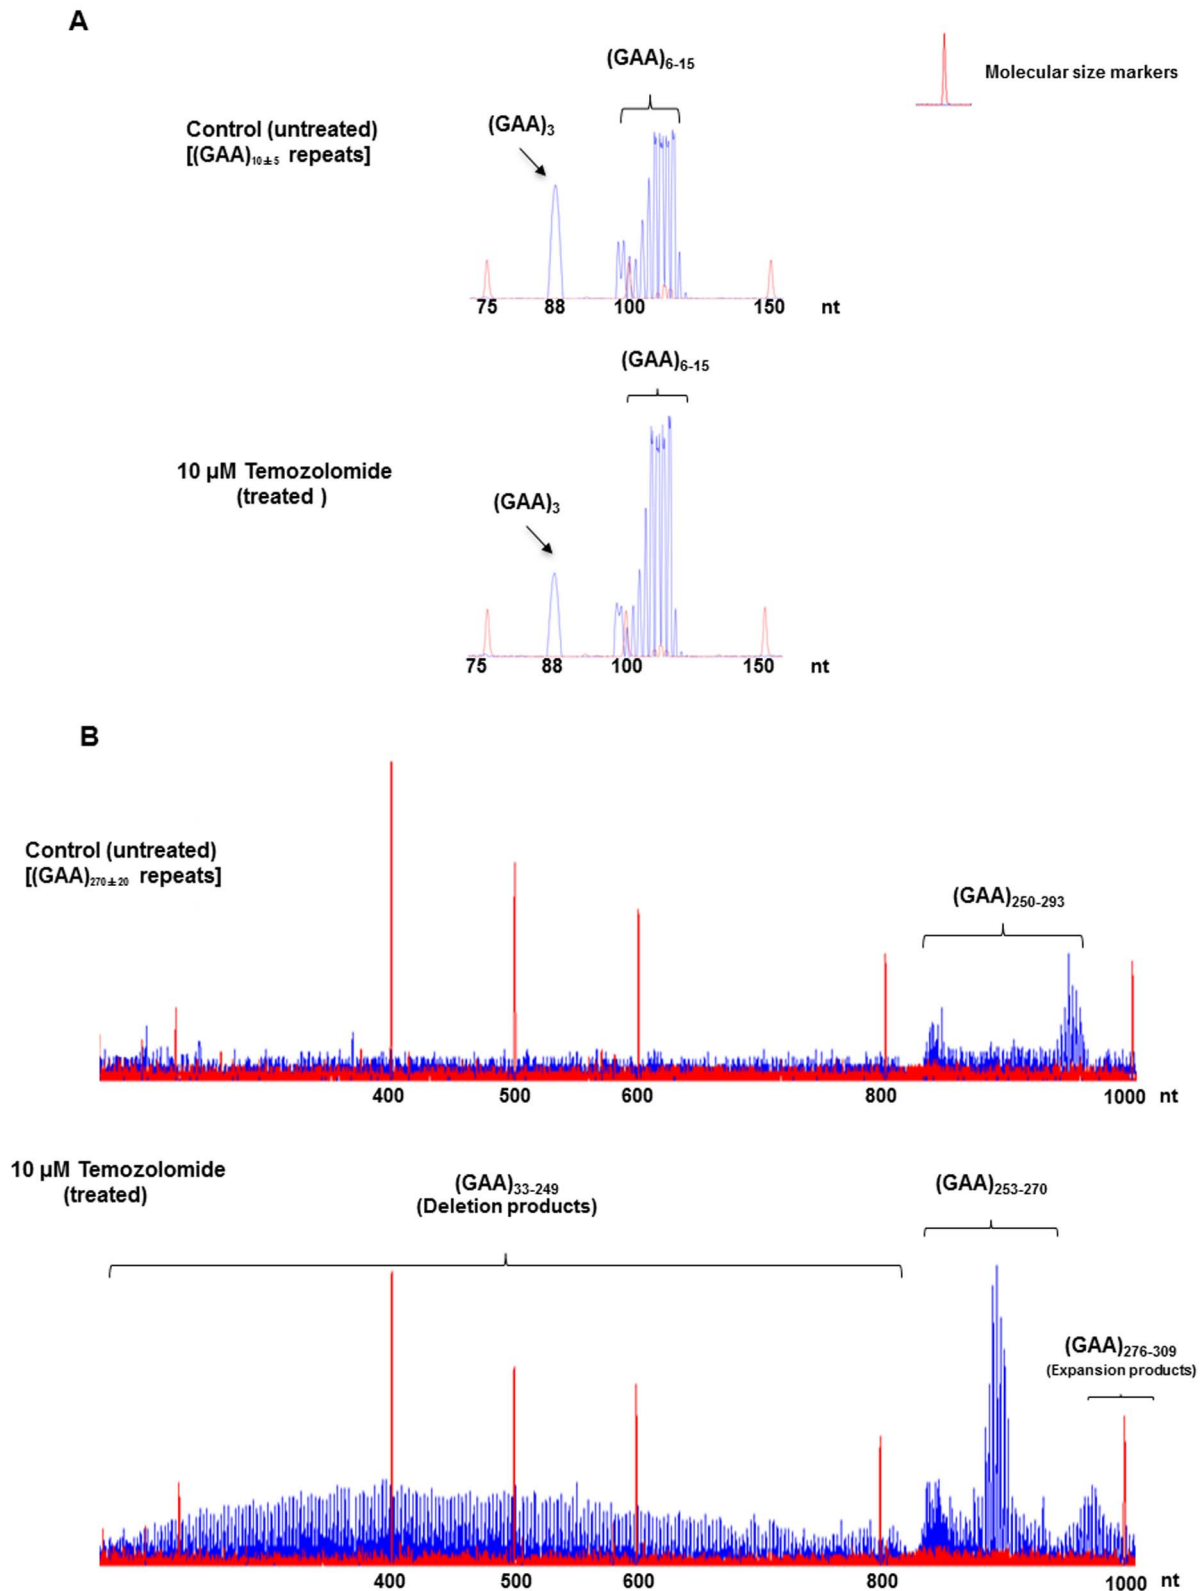 A
(GAA)6-15
Molecular size markers
Control (untreated)
[(GAA)10±5 repeats]
(GAA)3
75 88 100 150 nt
(GAA)6-15
10 µM Temozolomide
(treated )
(GAA)3
75 88 100 150 nt
B
Control (untreated)
[(GAA)270±20 repeats]
(GAA)250-293
400 500 600 800 1000 nt
10 µM Temozolomide
(treated)
(GAA)33-249
(Deletion products)
(GAA)253-270
(GAA)276-309
(Expansion products)
400 500 600 800 1000 nt